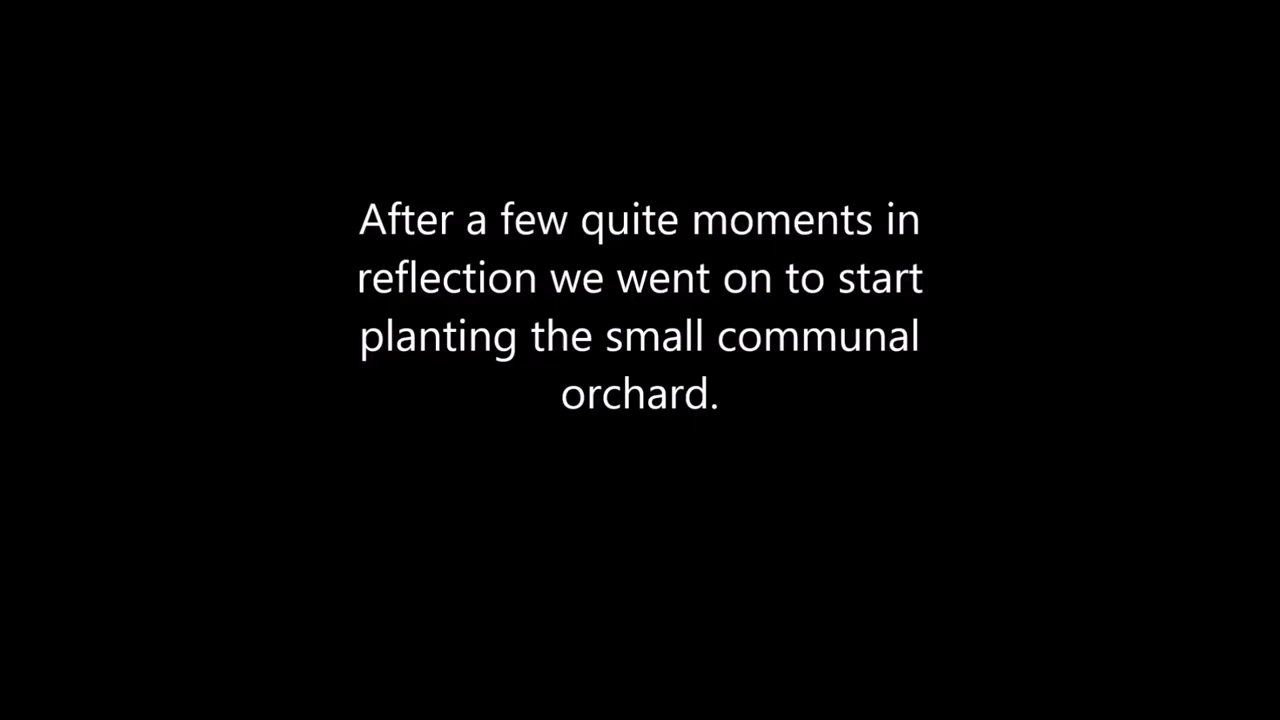 After a few quite moments in
reflection we went on to start
planting the small communal
orchard.